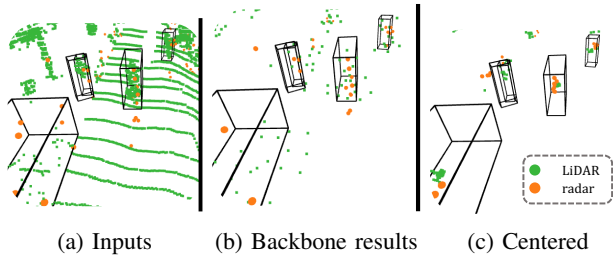 LiDAR
radar
(a) Inputs
(b) Backbone results
(c) Centered